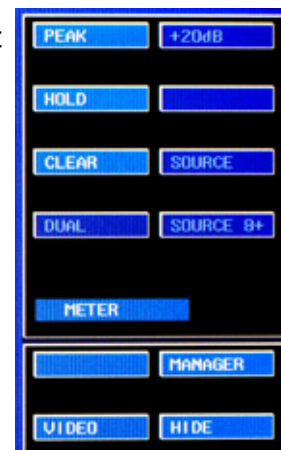 PEAK +20dB
HOLD
CLEAR SOURCE
DUAL SOURCE 8+
METER
MANAGER
VIDEO HIDE